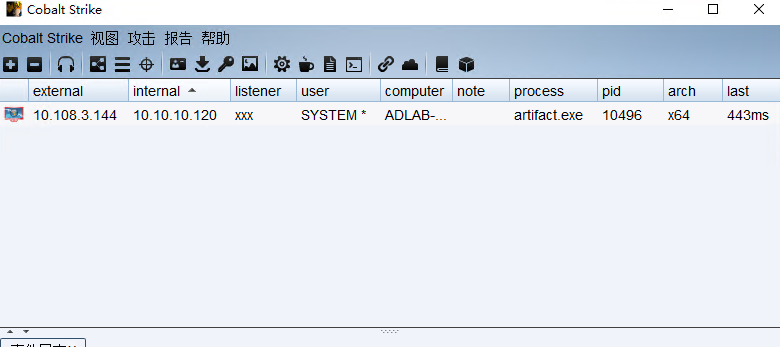 Cobalt Strike
Cobalt Strike 视图 攻击 报告 帮助
external internal listener user computer note process pid arch last
10.108.3.144 10.10.10.120 xxx SYSTEM * ADLAB-... artifact.exe 10496 x64 443ms